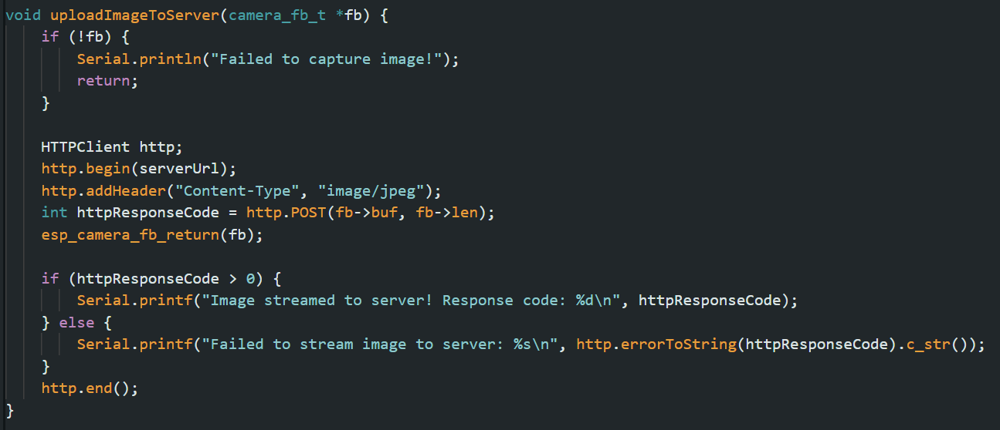 void uploadImageToServer(camera_fb_t *fb) {
    if (!fb) {
        Serial.println("Failed to capture image!");
        return;
    }

    HTTPClient http;
    http.begin(serverUrl);
    http.addHeader("Content-Type", "image/jpeg");
    int httpResponseCode = http.POST(fb->buf, fb->len);
    esp_camera_fb_return(fb);

    if (httpResponseCode > 0) {
        Serial.printf("Image streamed to server! Response code: %d\n", httpResponseCode);
    } else {
        Serial.printf("Failed to stream image to server: %s\n", http.errorToString(httpResponseCode).c_str());
    }
    http.end();
}